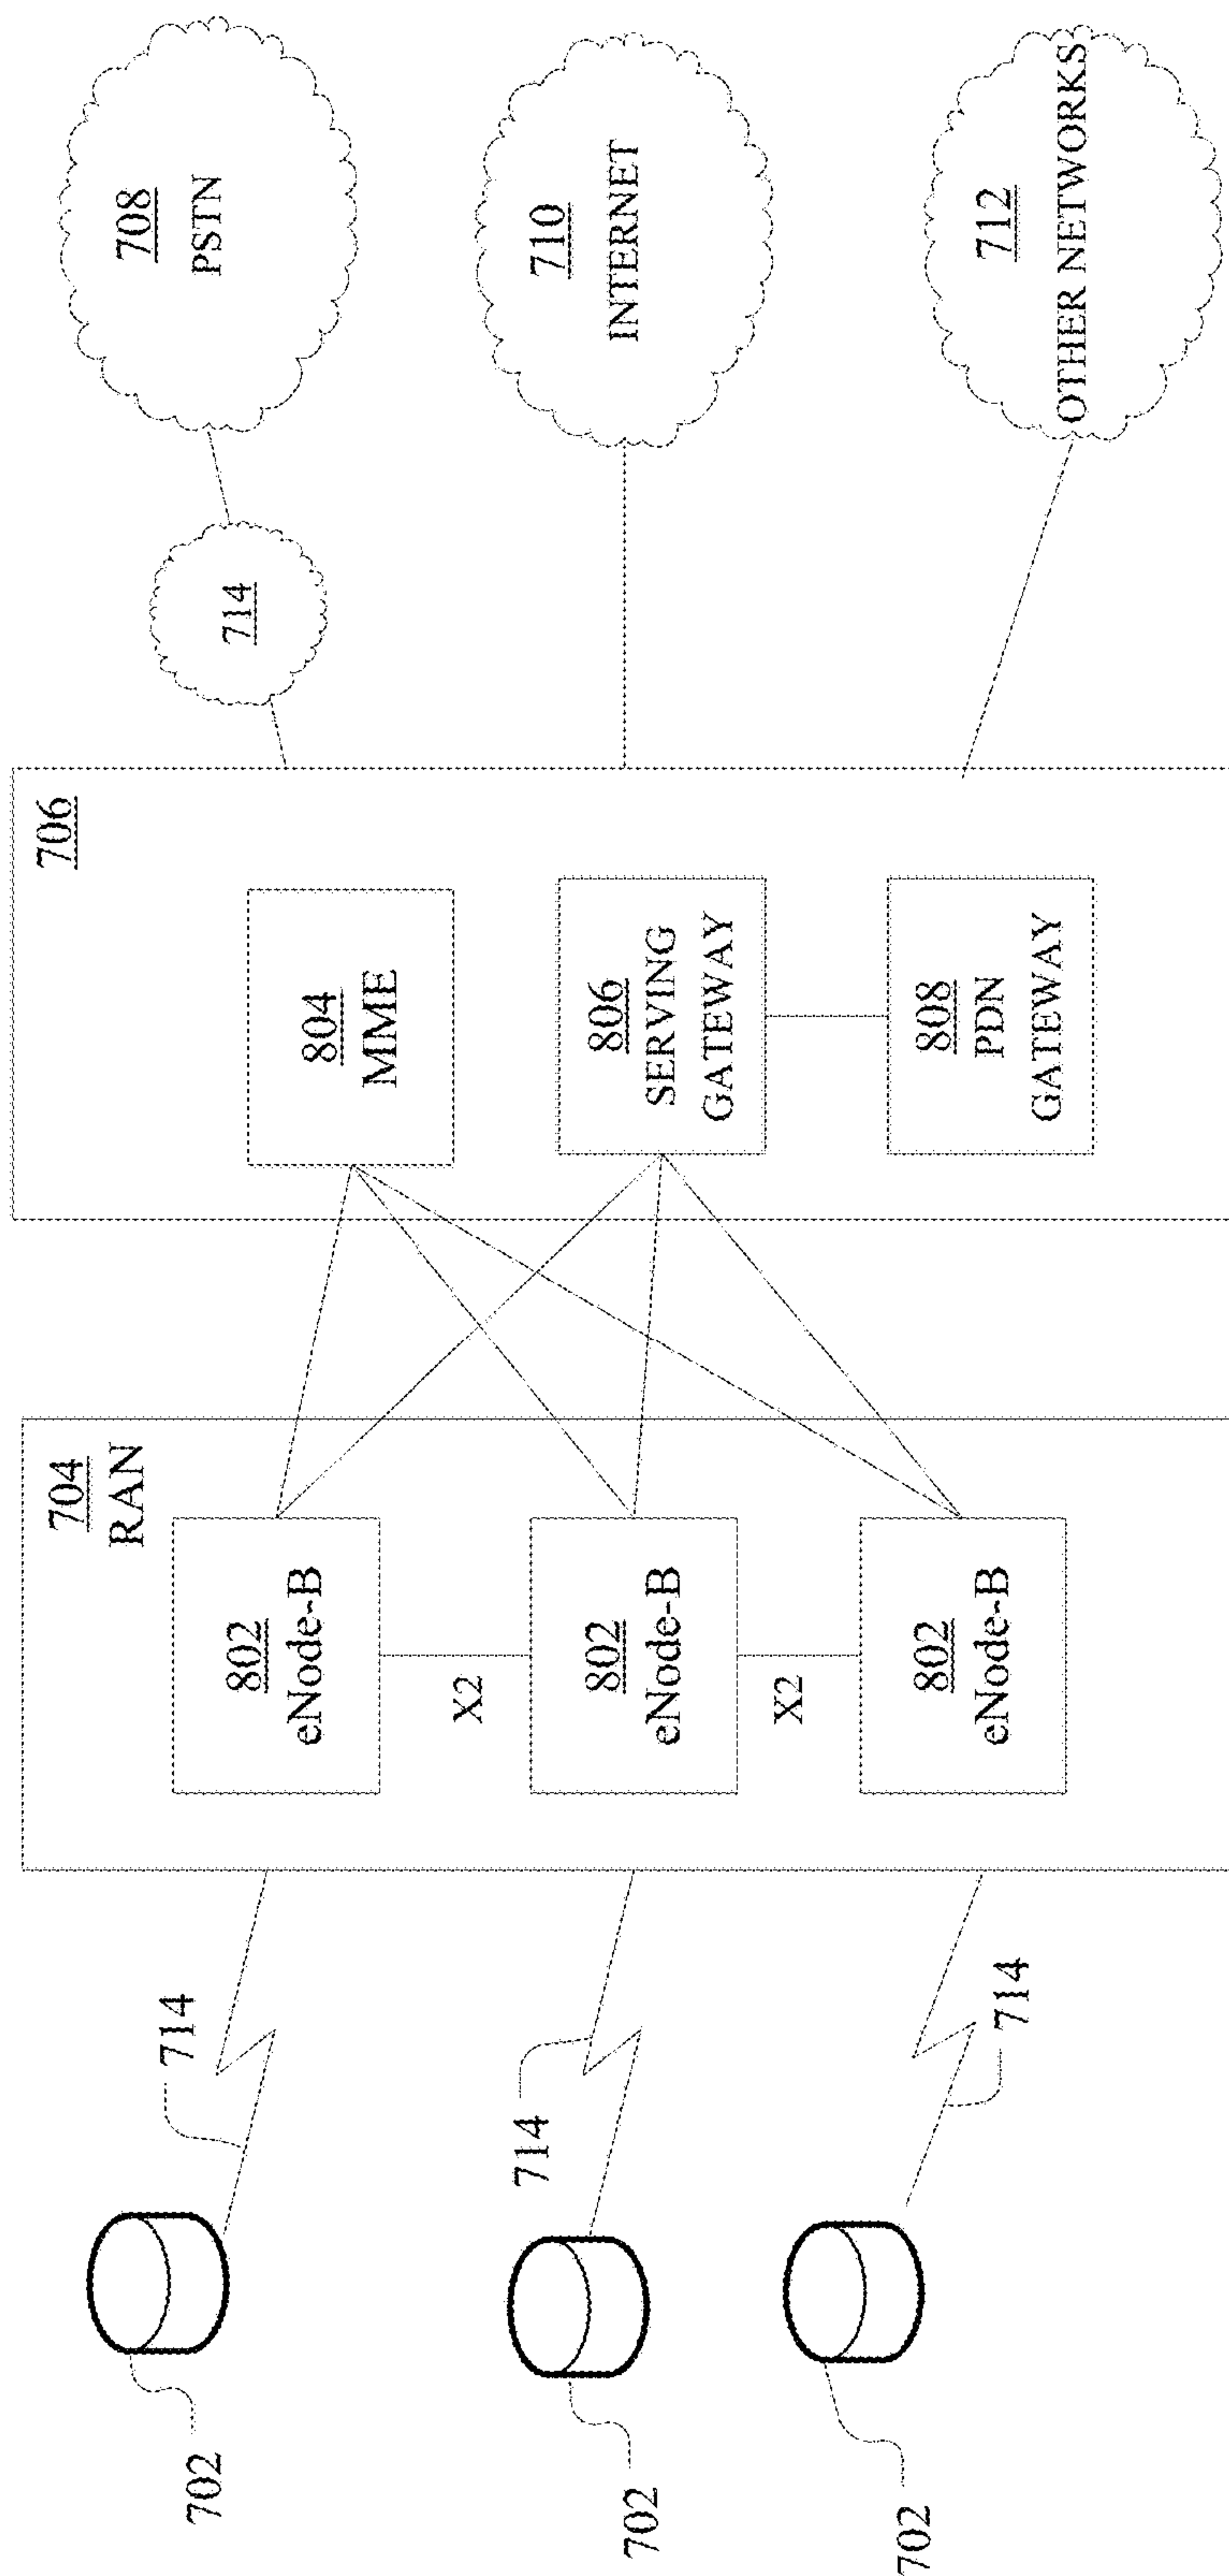 702
702
702
714
714
714
704
RAN
802
eNode-B
X2
802
eNode-B
X2
802
eNode-B
706
804
MME
806
SERVING
GATEWAY
808
PDN
GATEWAY
714
708
PSTN
710
INTERNET
712
OTHER NETWORKS